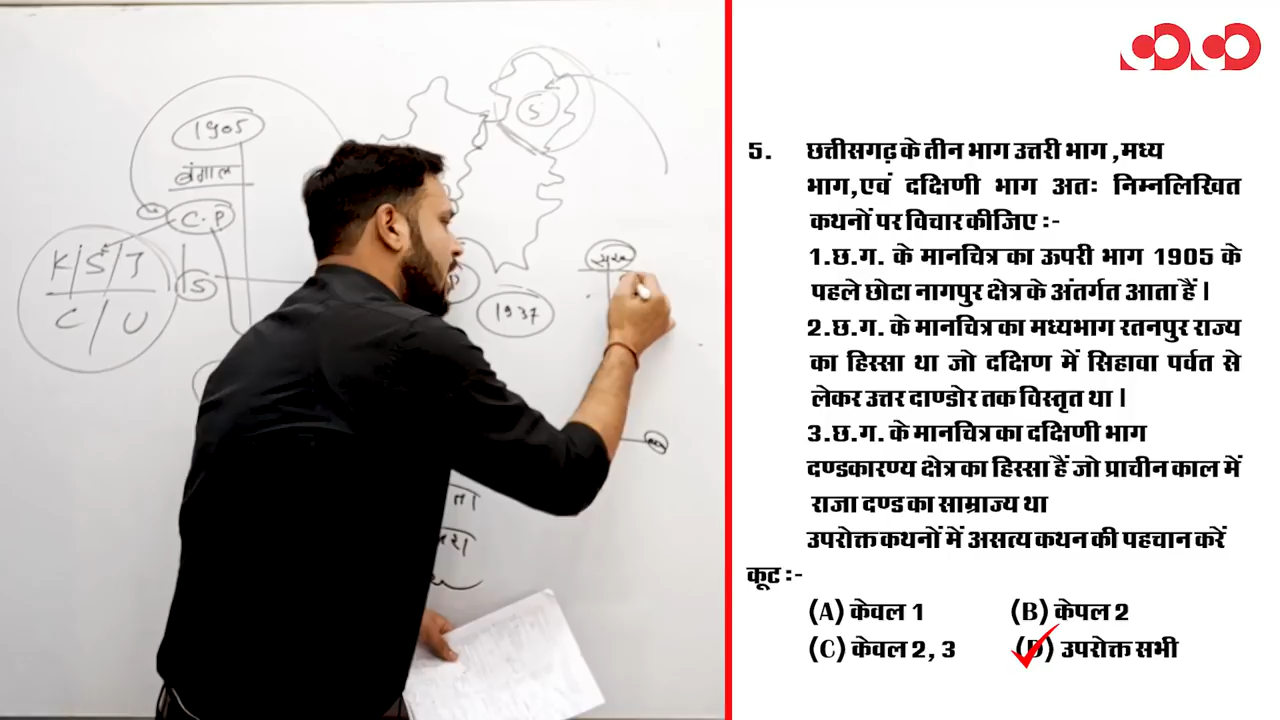 1905
बंगाल
C.P
K/S/J
C/U
S
S
1937
5. छत्तीसगढ़ के तीन भाग उत्तरी भाग ,मध्य
भाग,एवं दक्षिणी भाग अतः निम्नलिखित
कथनों पर विचार कीजिए :-
1.छ.ग. के मानचित्र का ऊपरी भाग 1905 के
पहले छोटा नागपुर क्षेत्र के अंतर्गत आता हैं।
2.छ.ग. के मानचित्र का मध्यभाग रतनपुर राज्य
का हिस्सा था जो दक्षिण में सिहावा पर्वत से
लेकर उत्तर दाण्डोर तक विस्तृत था।
3.छ.ग. के मानचित्र का दक्षिणी भाग
दण्डकारण्य क्षेत्र का हिस्सा हैं जो प्राचीन काल में
राजा दण्ड का साम्राज्य था
उपरोक्त कथनों में असत्य कथन की पहचान करें
कूट :-
(A) केवल 1 (B) केपल 2
(C) केवल 2, 3 (D) उपरोक्त सभी